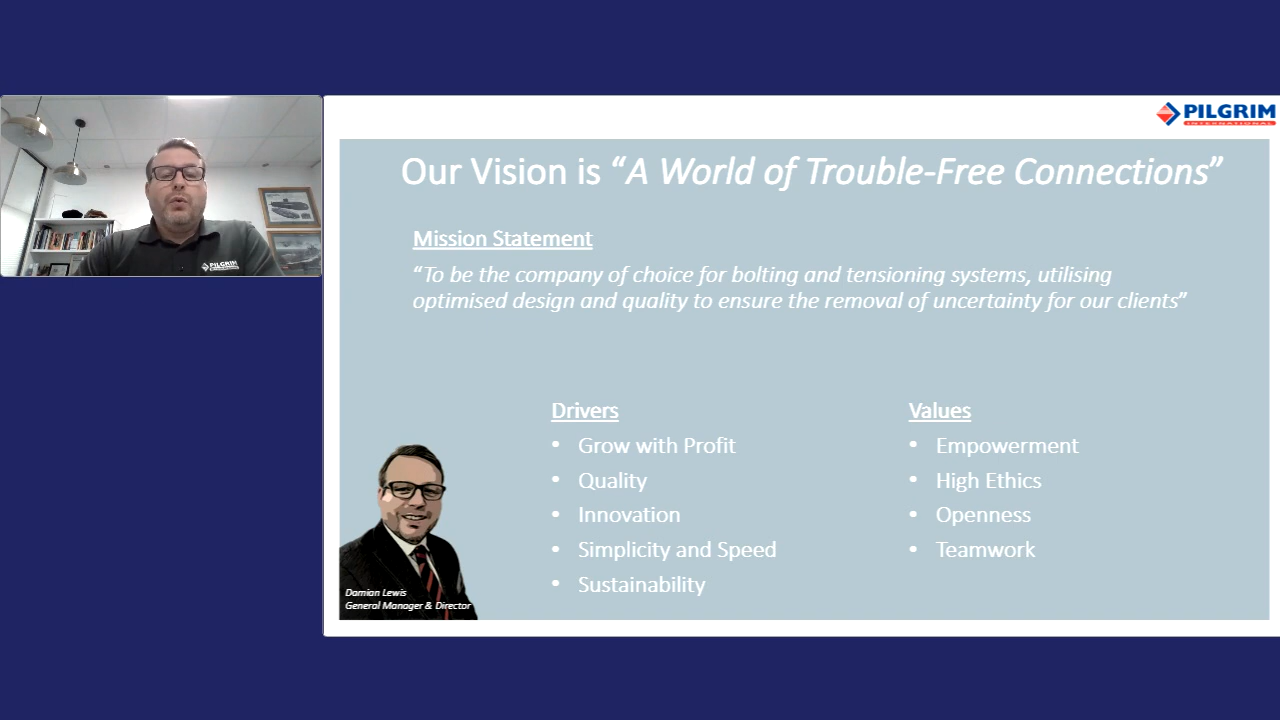 PILGRIM
INTERNATIONAL
Our Vision is “A World of Trouble-Free Connections”
Mission Statement
“To be the company of choice for bolting and tensioning systems, utilising
optimised design and quality to ensure the removal of uncertainty for our clients”
Drivers
• Grow with Profit
• Quality
• Innovation
• Simplicity and Speed
• Sustainability
Values
• Empowerment
• High Ethics
• Openness
• Teamwork
Damian Lewis
General Manager & Director
PILGRIM